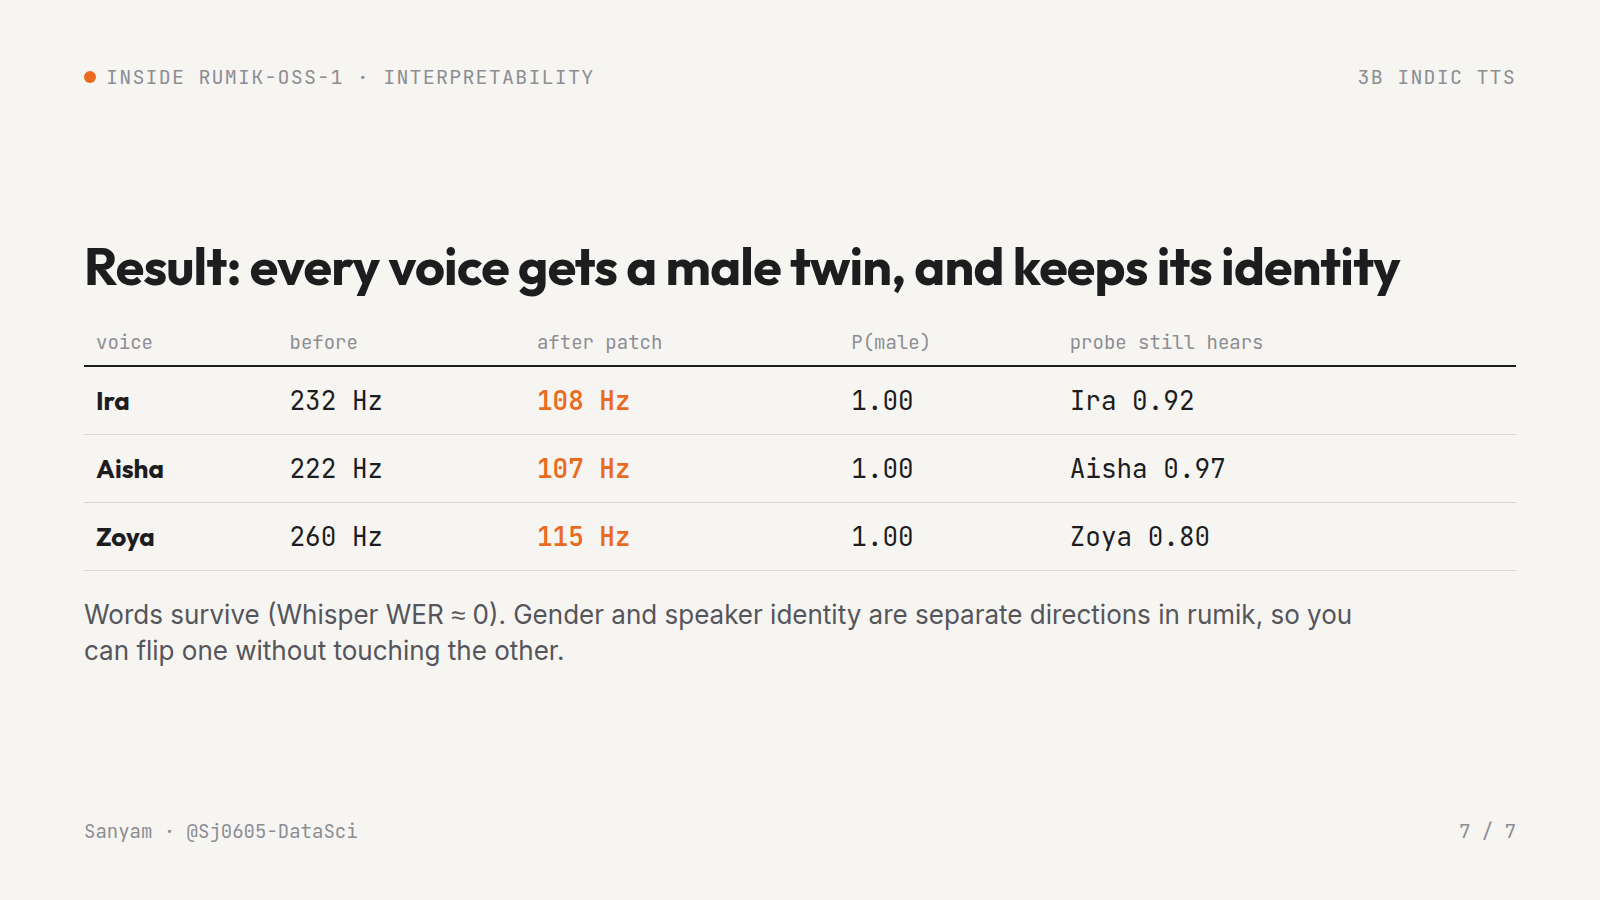 INSIDE RUMIK-OSS-1 · INTERPRETABILITY
3B INDIC TTS
Result: every voice gets a male twin, and keeps its identity
voice before after patch P(male) probe still hears
Ira 232 Hz 108 Hz 1.00 Ira 0.92
Aisha 222 Hz 107 Hz 1.00 Aisha 0.97
Zoya 260 Hz 115 Hz 1.00 Zoya 0.80
Words survive (Whisper WER ≈ 0). Gender and speaker identity are separate directions in rumik, so you
can flip one without touching the other.
Sanyam · @Sj0605-DataSci
7 / 7